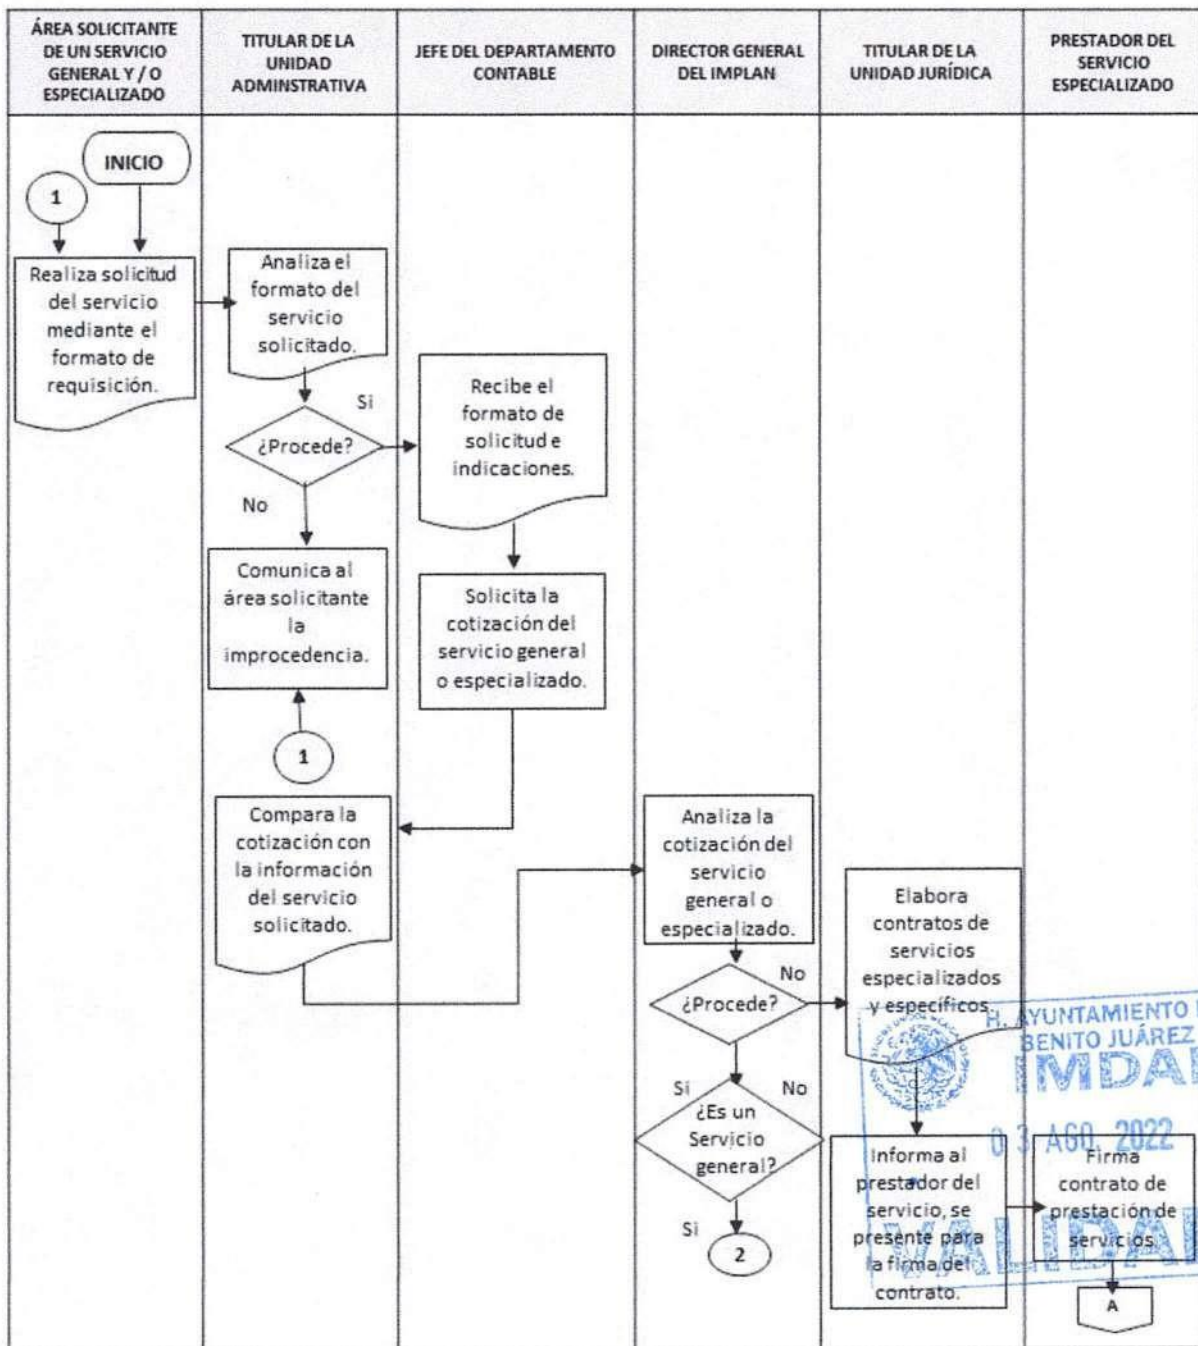 ÁREA SOLICITANTE
DE UN SERVICIO
GENERAL Y / O
ESPECIALIZADO
TITULAR DE LA
UNIDAD
ADMINSTRATIVA
JEFE DEL DEPARTAMENTO
CONTABLE
DIRECTOR GENERAL
DEL IMPLAN
TITULAR DE LA
UNIDAD JURÍDICA
PRESTADOR DEL
SERVICIO
ESPECIALIZADO
INICIO
1
Realiza solicitud
del servicio
mediante el
formato de
requisición.
Analiza el
formato del
servicio
solicitado.
¿Procede?
Si
No
Recibe el
formato de
solicitud e
indicaciones.
Comunica al
área solicitante
la
improcedencia.
1
Solicita la
cotización del
servicio general
o especializado.
Compara la
cotización con
la información
del servicio
solicitado.
Analiza la
cotización del
servicio
general o
especializado.
¿Procede?
No
Si
No
¿Es un
Servicio
general?
Si
2
Elabora
contratos de
servicios
especializados
y específicos.
Informa al
prestador del
servicio, se
presente para
la firma del
contrato.
Firma
contrato de
prestación de
servicios.
A
H. AYUNTAMIENTO
BENITO JUÁREZ
IMDAI
03 AGO. 2022